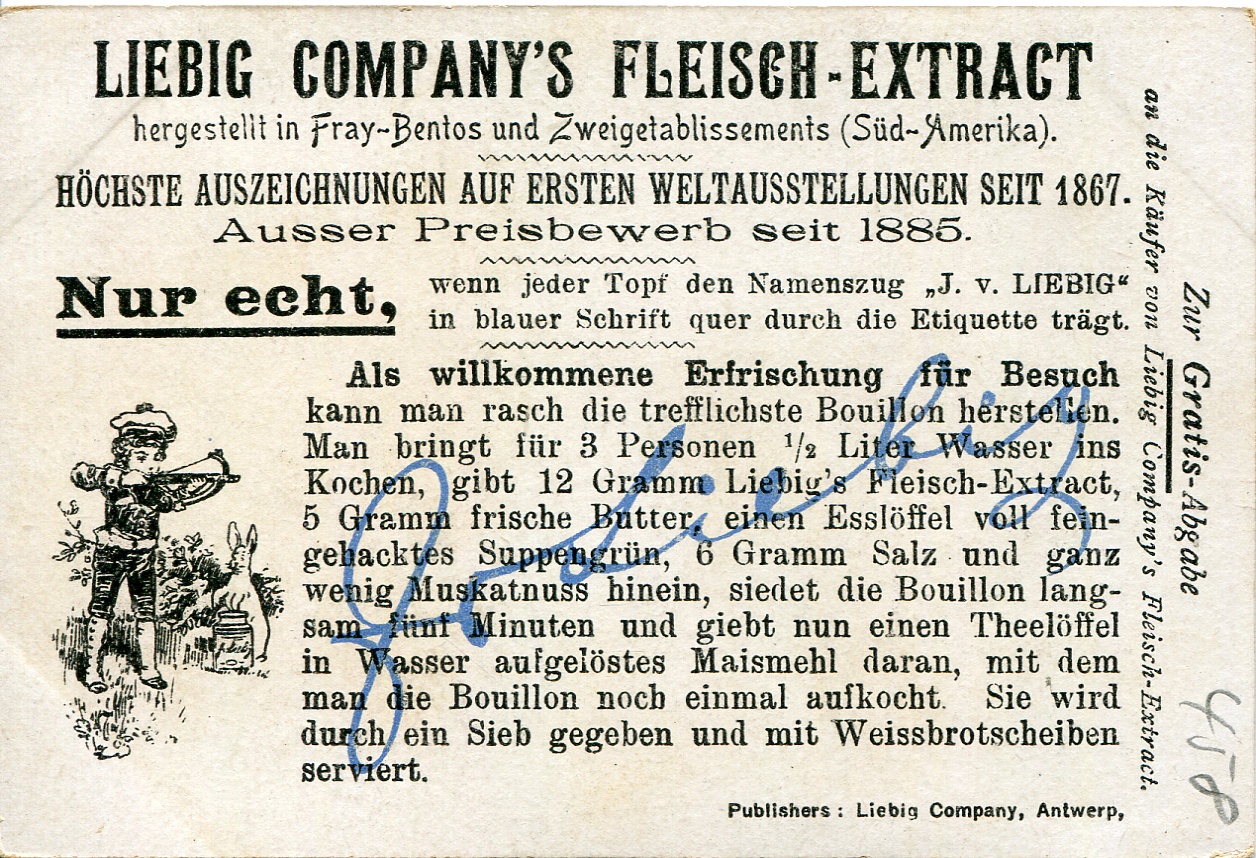 LIEBIG COMPANY'S FLEISCH-EXTRACT
hergestellt in Fray-Bentos und Zweigetablissements (Süd-Amerika).
HÖCHSTE AUSZEICHNUNGEN AUF ERSTEN WELTAUSSTELLUNGEN SEIT 1867.
Ausser Preisbewerb seit 1885.
Nur echt,
wenn jeder Topf den Namenszug „J. v. LIEBIG“
in blauer Schrift quer durch die Etiquette trägt.
Als willkommene Erfrischung für Besuch
kann man rasch die trefflichste Bouillon herstellen.
Man bringt für 3 Personen ½ Liter Wasser ins
Kochen, gibt 12 Gramm Liebig's Fleisch-Extract,
5 Gramm frische Butter, einen Esslöffel voll fein-
gehacktes Suppengrün, 6 Gramm Salz und ganz
wenig Muskatnuss hinein, siedet die Bouillon lang-
sam fünf Minuten und giebt nun einen Theelöffel
in Wasser aufgelöstes Maismehl daran, mit dem
man die Bouillon noch einmal aufkocht. Sie wird
durch ein Sieb gegeben und mit Weissbrotscheiben
serviert.
Publishers: Liebig Company, Antwerp,
JvLiebig
Zur Gratis-Abgabe
an die Käufer von Liebig Company's Fleisch-Extract.
458